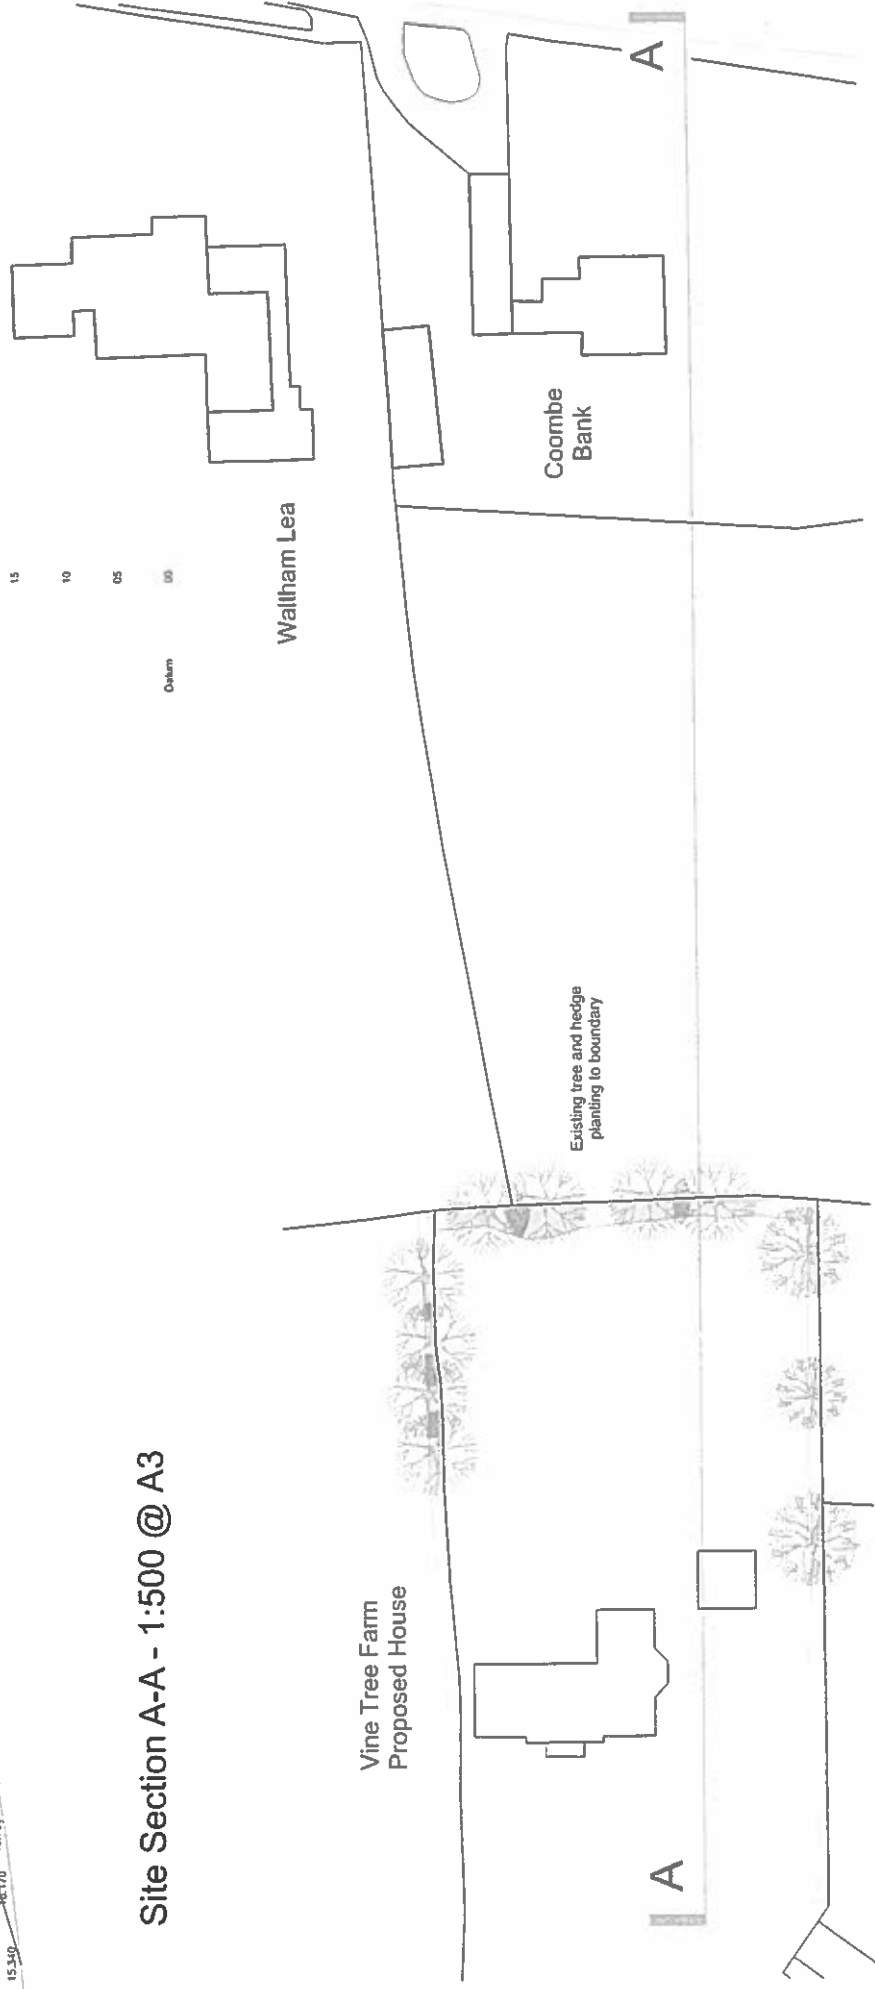 15.340
Site Section A-A - 1:500 @ A3
15
10
05
00
Datum
Waltham Lea
Vine Tree Farm
Proposed House
Existing tree and hedge
planting to boundary
Coombe
Bank
A
A